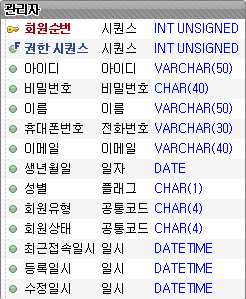 관리자
회원순번 시퀀스 INT UNSIGNED
권한 시퀀스 시퀀스 INT UNSIGNED
아이디 아이디 VARCHAR(50)
비밀번호 비밀번호 CHAR(40)
이름 이름 VARCHAR(50)
휴대폰번호 전화번호 VARCHAR(30)
이메일 이메일 VARCHAR(40)
생년월일 일자 DATE
성별 플래그 CHAR(1)
회원유형 공통코드 CHAR(4)
회원상태 공통코드 CHAR(4)
최근접속일시 일시 DATETIME
등록일시 일시 DATETIME
수정일시 일시 DATETIME